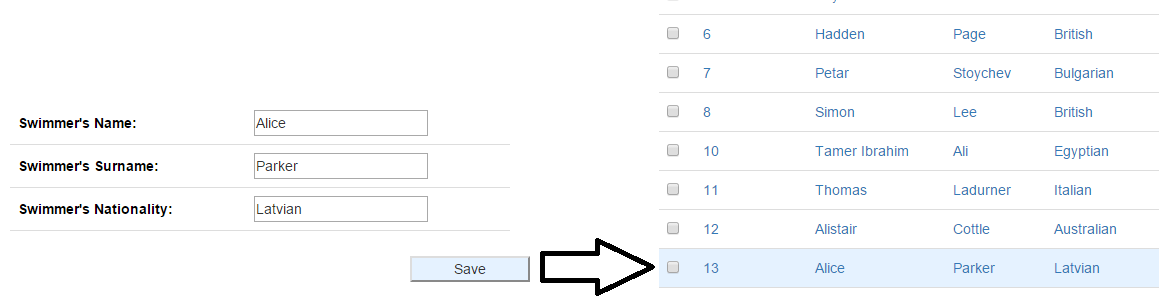 Swimmer's Name: Alice
Swimmer's Surname: Parker
Swimmer's Nationality: Latvian
Save
6 Hadden Page British
7 Petar Stoychev Bulgarian
8 Simon Lee British
10 Tamer Ibrahim Ali Egyptian
11 Thomas Ladurner Italian
12 Alistair Cottle Australian
13 Alice Parker Latvian